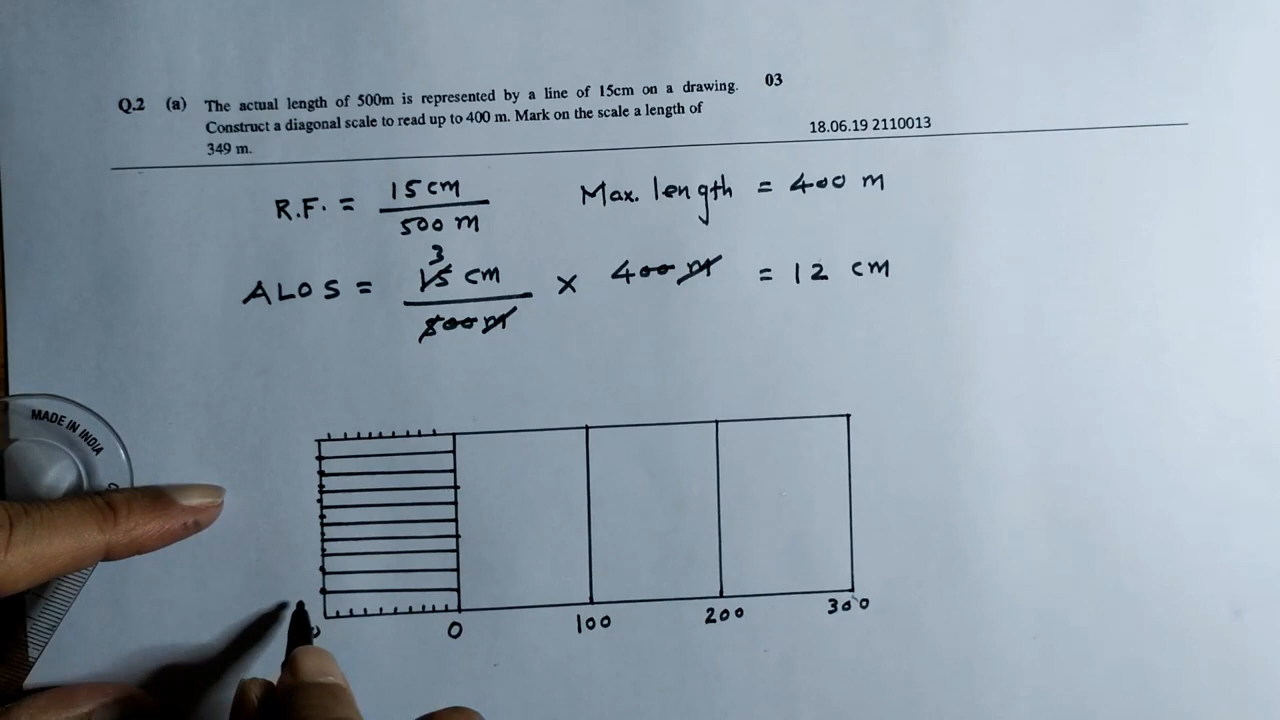 Q.2 (a) The actual length of 500m is represented by a line of 15cm on a drawing. 03
Construct a diagonal scale to read up to 400 m. Mark on the scale a length of
349 m.
18.06.19 2110013
R.F. = 15 cm / 500 m
Max. length = 400 m
3
ALOS = 15 cm / 500 m × 400 m = 12 cm
MADE IN INDIA
0 100 200 300